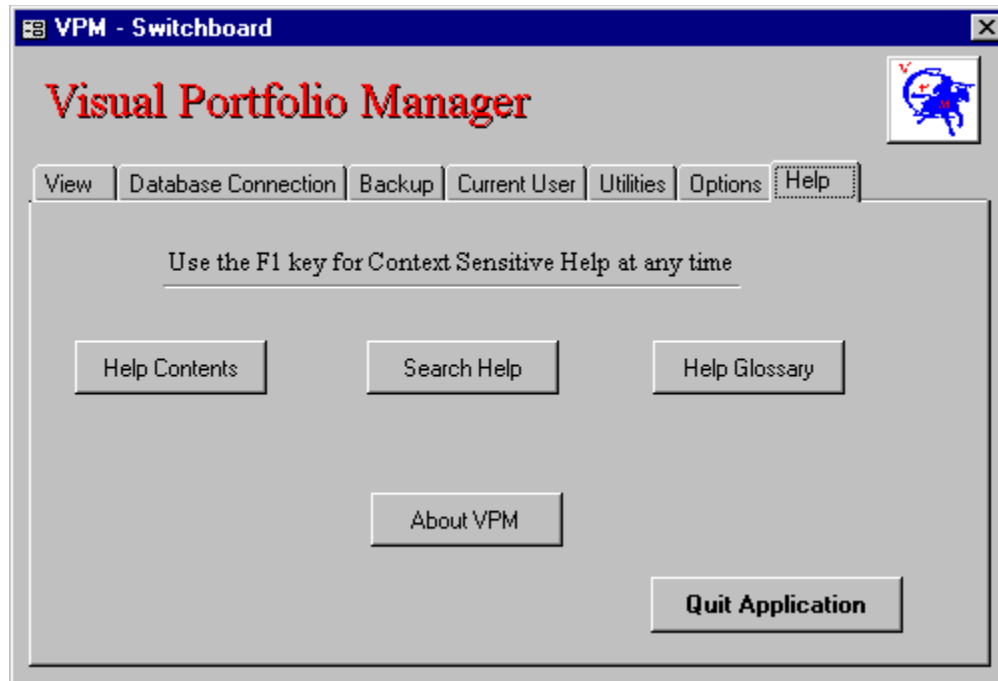 VPM - Switchboard
Visual Portfolio Manager
V
M
View Database Connection Backup Current User Utilities Options Help
Use the F1 key for Context Sensitive Help at any time
Help Contents Search Help Help Glossary
About VPM
Quit Application